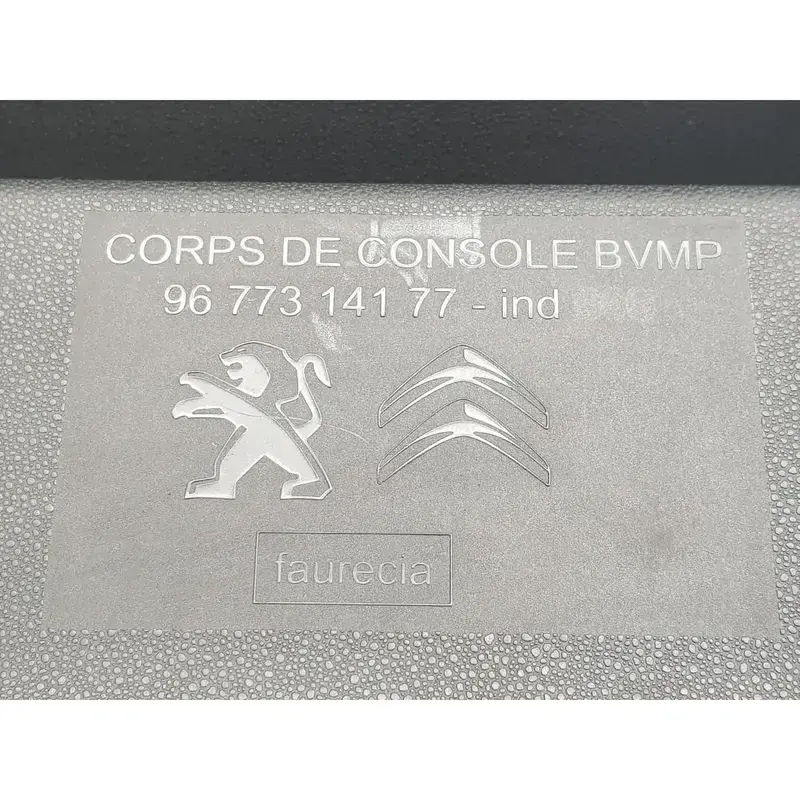 CORPS DE CONSOLE BVMP
96 773 141 77 - ind
faurecia